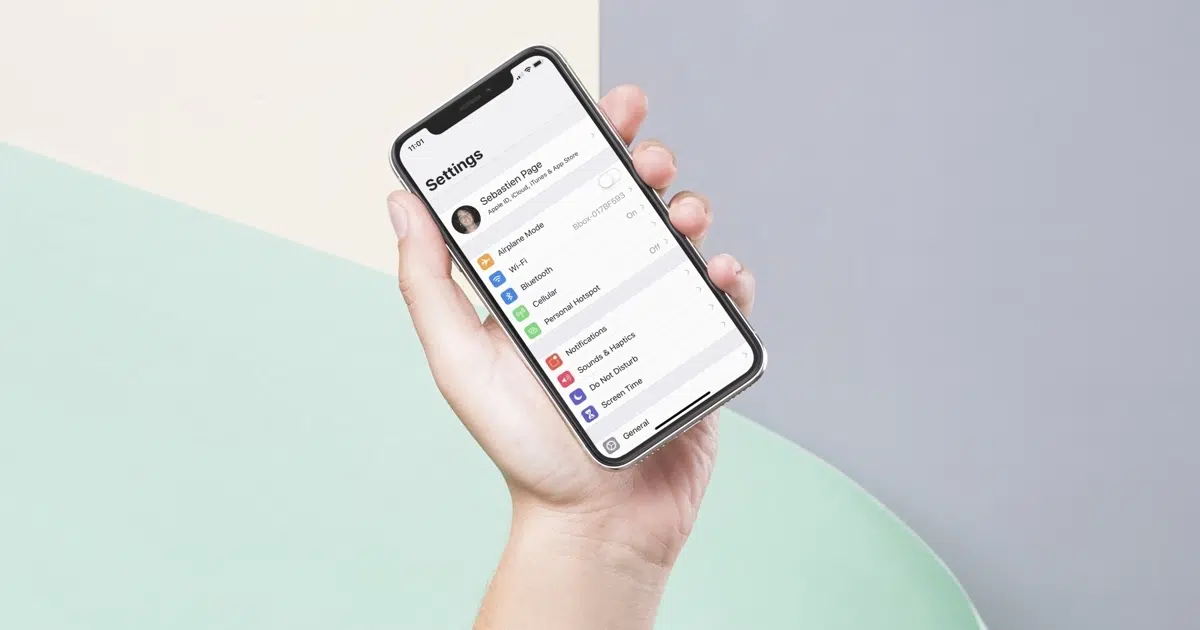 11:01
Settings
Sebastien Page
Apple ID, iCloud, iTunes & App Store
Airplane Mode
Wi-Fi Bbox-017BF593
Bluetooth On
Cellular
Personal Hotspot Off
Notifications
Sounds & Haptics
Do Not Disturb
Screen Time
General